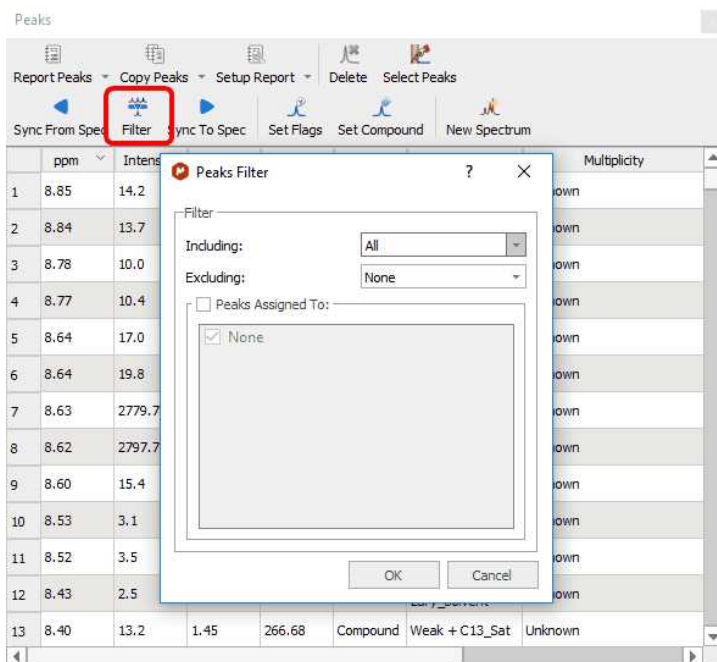 Peaks
Report Peaks Copy Peaks Setup Report Delete Select Peaks
Sync From Spec Filter Sync To Spec Set Flags Set Compound New Spectrum
ppm Intens Multiplicity
Peaks Filter ? X
Filter
Including: All
Excluding: None
Peaks Assigned To:
None
OK Cancel
1 8.85 14.2 own
2 8.84 13.7 own
3 8.78 10.0 own
4 8.77 10.4 own
5 8.64 17.0 own
6 8.64 19.8 own
7 8.63 2779.7 own
8 8.62 2797.7 own
9 8.60 15.4 own
10 8.53 3.1 own
11 8.52 3.5 own
12 8.43 2.5 own
13 8.40 13.2 1.45 266.68 Compound Weak + C13_Sat Unknown